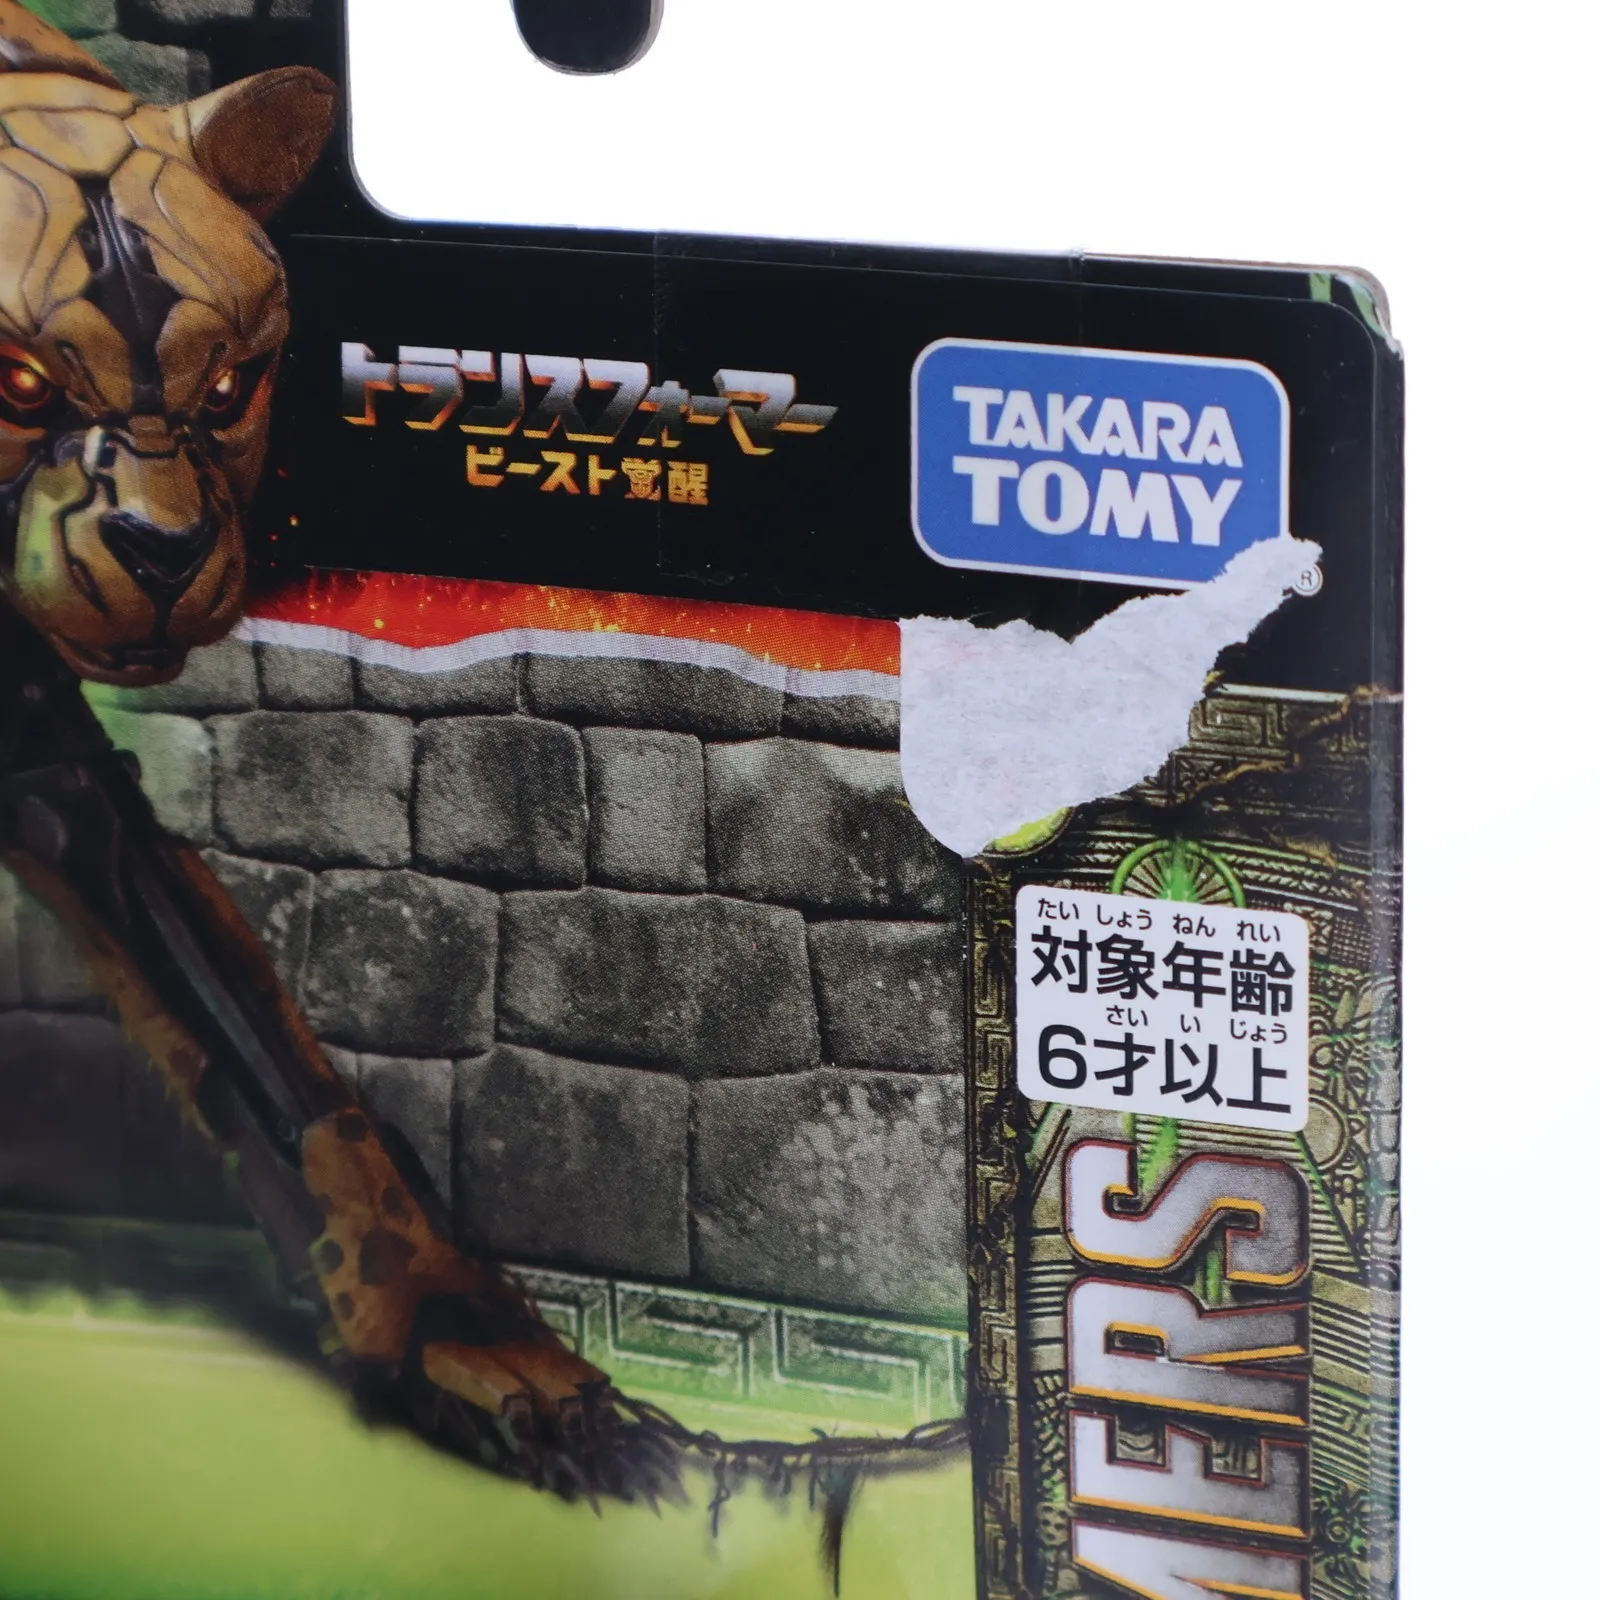 トランスフォーマー
ビースト覚醒
TAKARA
TOMY
®
たい しょう ねん れい
対象年齢
さい い じょう
6才以上
MERS